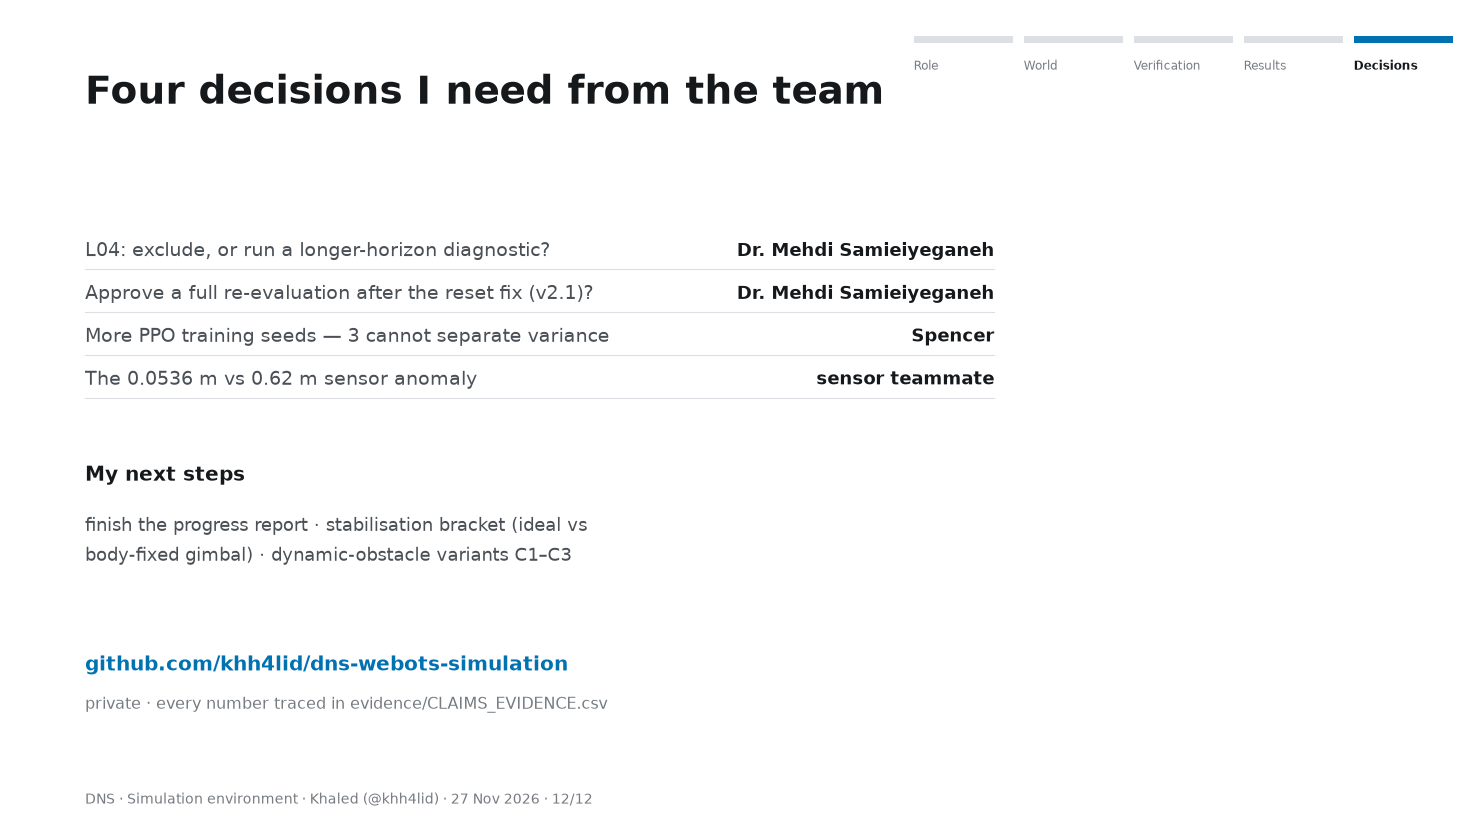 Role World Verification Results Decisions
Four decisions I need from the team
L04: exclude, or run a longer-horizon diagnostic? Dr. Mehdi Samieiyeganeh
Approve a full re-evaluation after the reset fix (v2.1)? Dr. Mehdi Samieiyeganeh
More PPO training seeds — 3 cannot separate variance Spencer
The 0.0536 m vs 0.62 m sensor anomaly sensor teammate
My next steps
finish the progress report · stabilisation bracket (ideal vs
body-fixed gimbal) · dynamic-obstacle variants C1–C3
github.com/khh4lid/dns-webots-simulation
private · every number traced in evidence/CLAIMS_EVIDENCE.csv
DNS · Simulation environment · Khaled (@khh4lid) · 27 Nov 2026 · 12/12